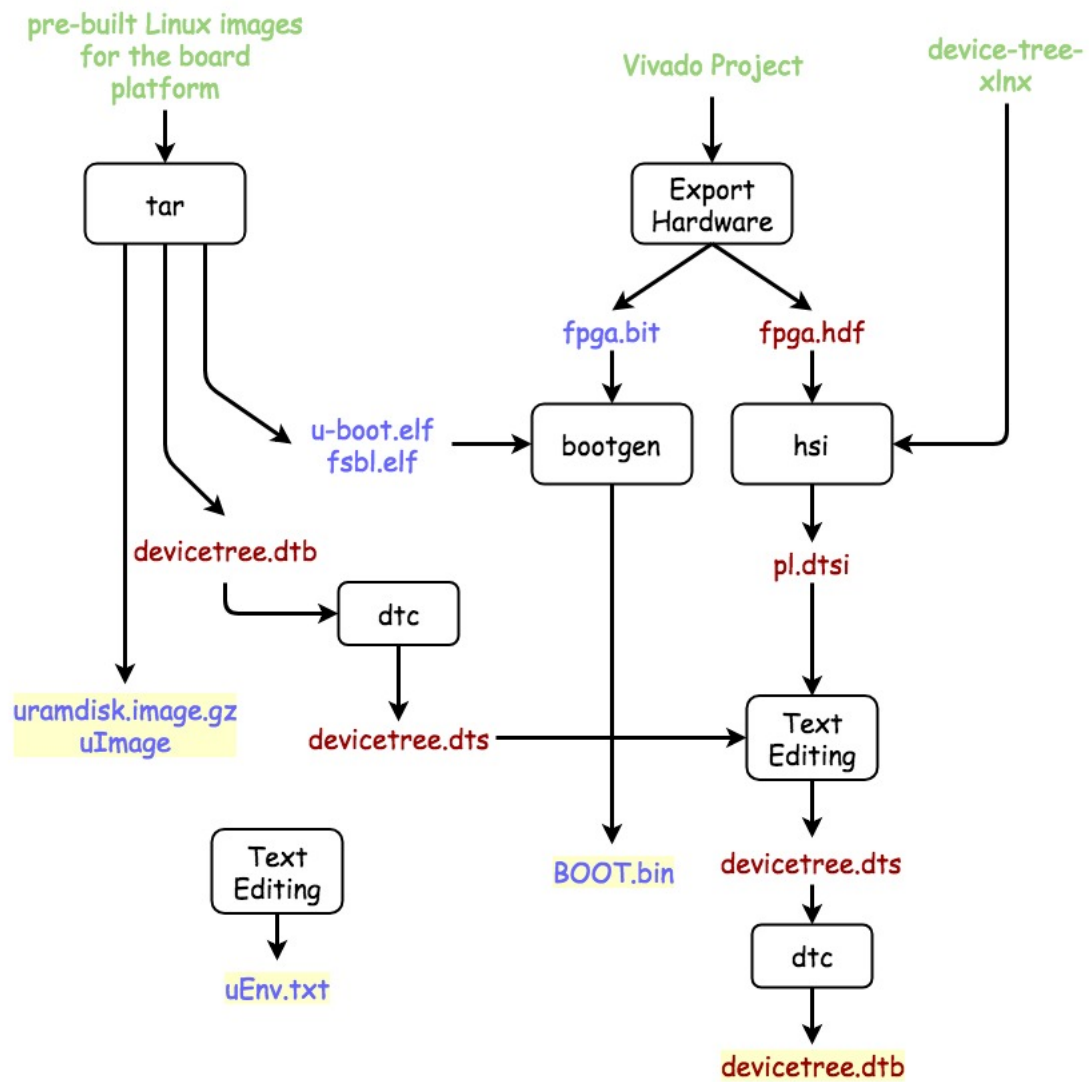 pre-built Linux images
for the board
platform
Vivado Project
device-tree-
xlnx
tar
Export
Hardware
fpga.bit
fpga.hdf
u-boot.elf
fsbl.elf
bootgen
hsi
devicetree.dtb
pl.dtsi
dtc
uramdisk.image.gz
uImage
devicetree.dts
Text
Editing
Text
Editing
BOOT.bin
devicetree.dts
uEnv.txt
dtc
devicetree.dtb